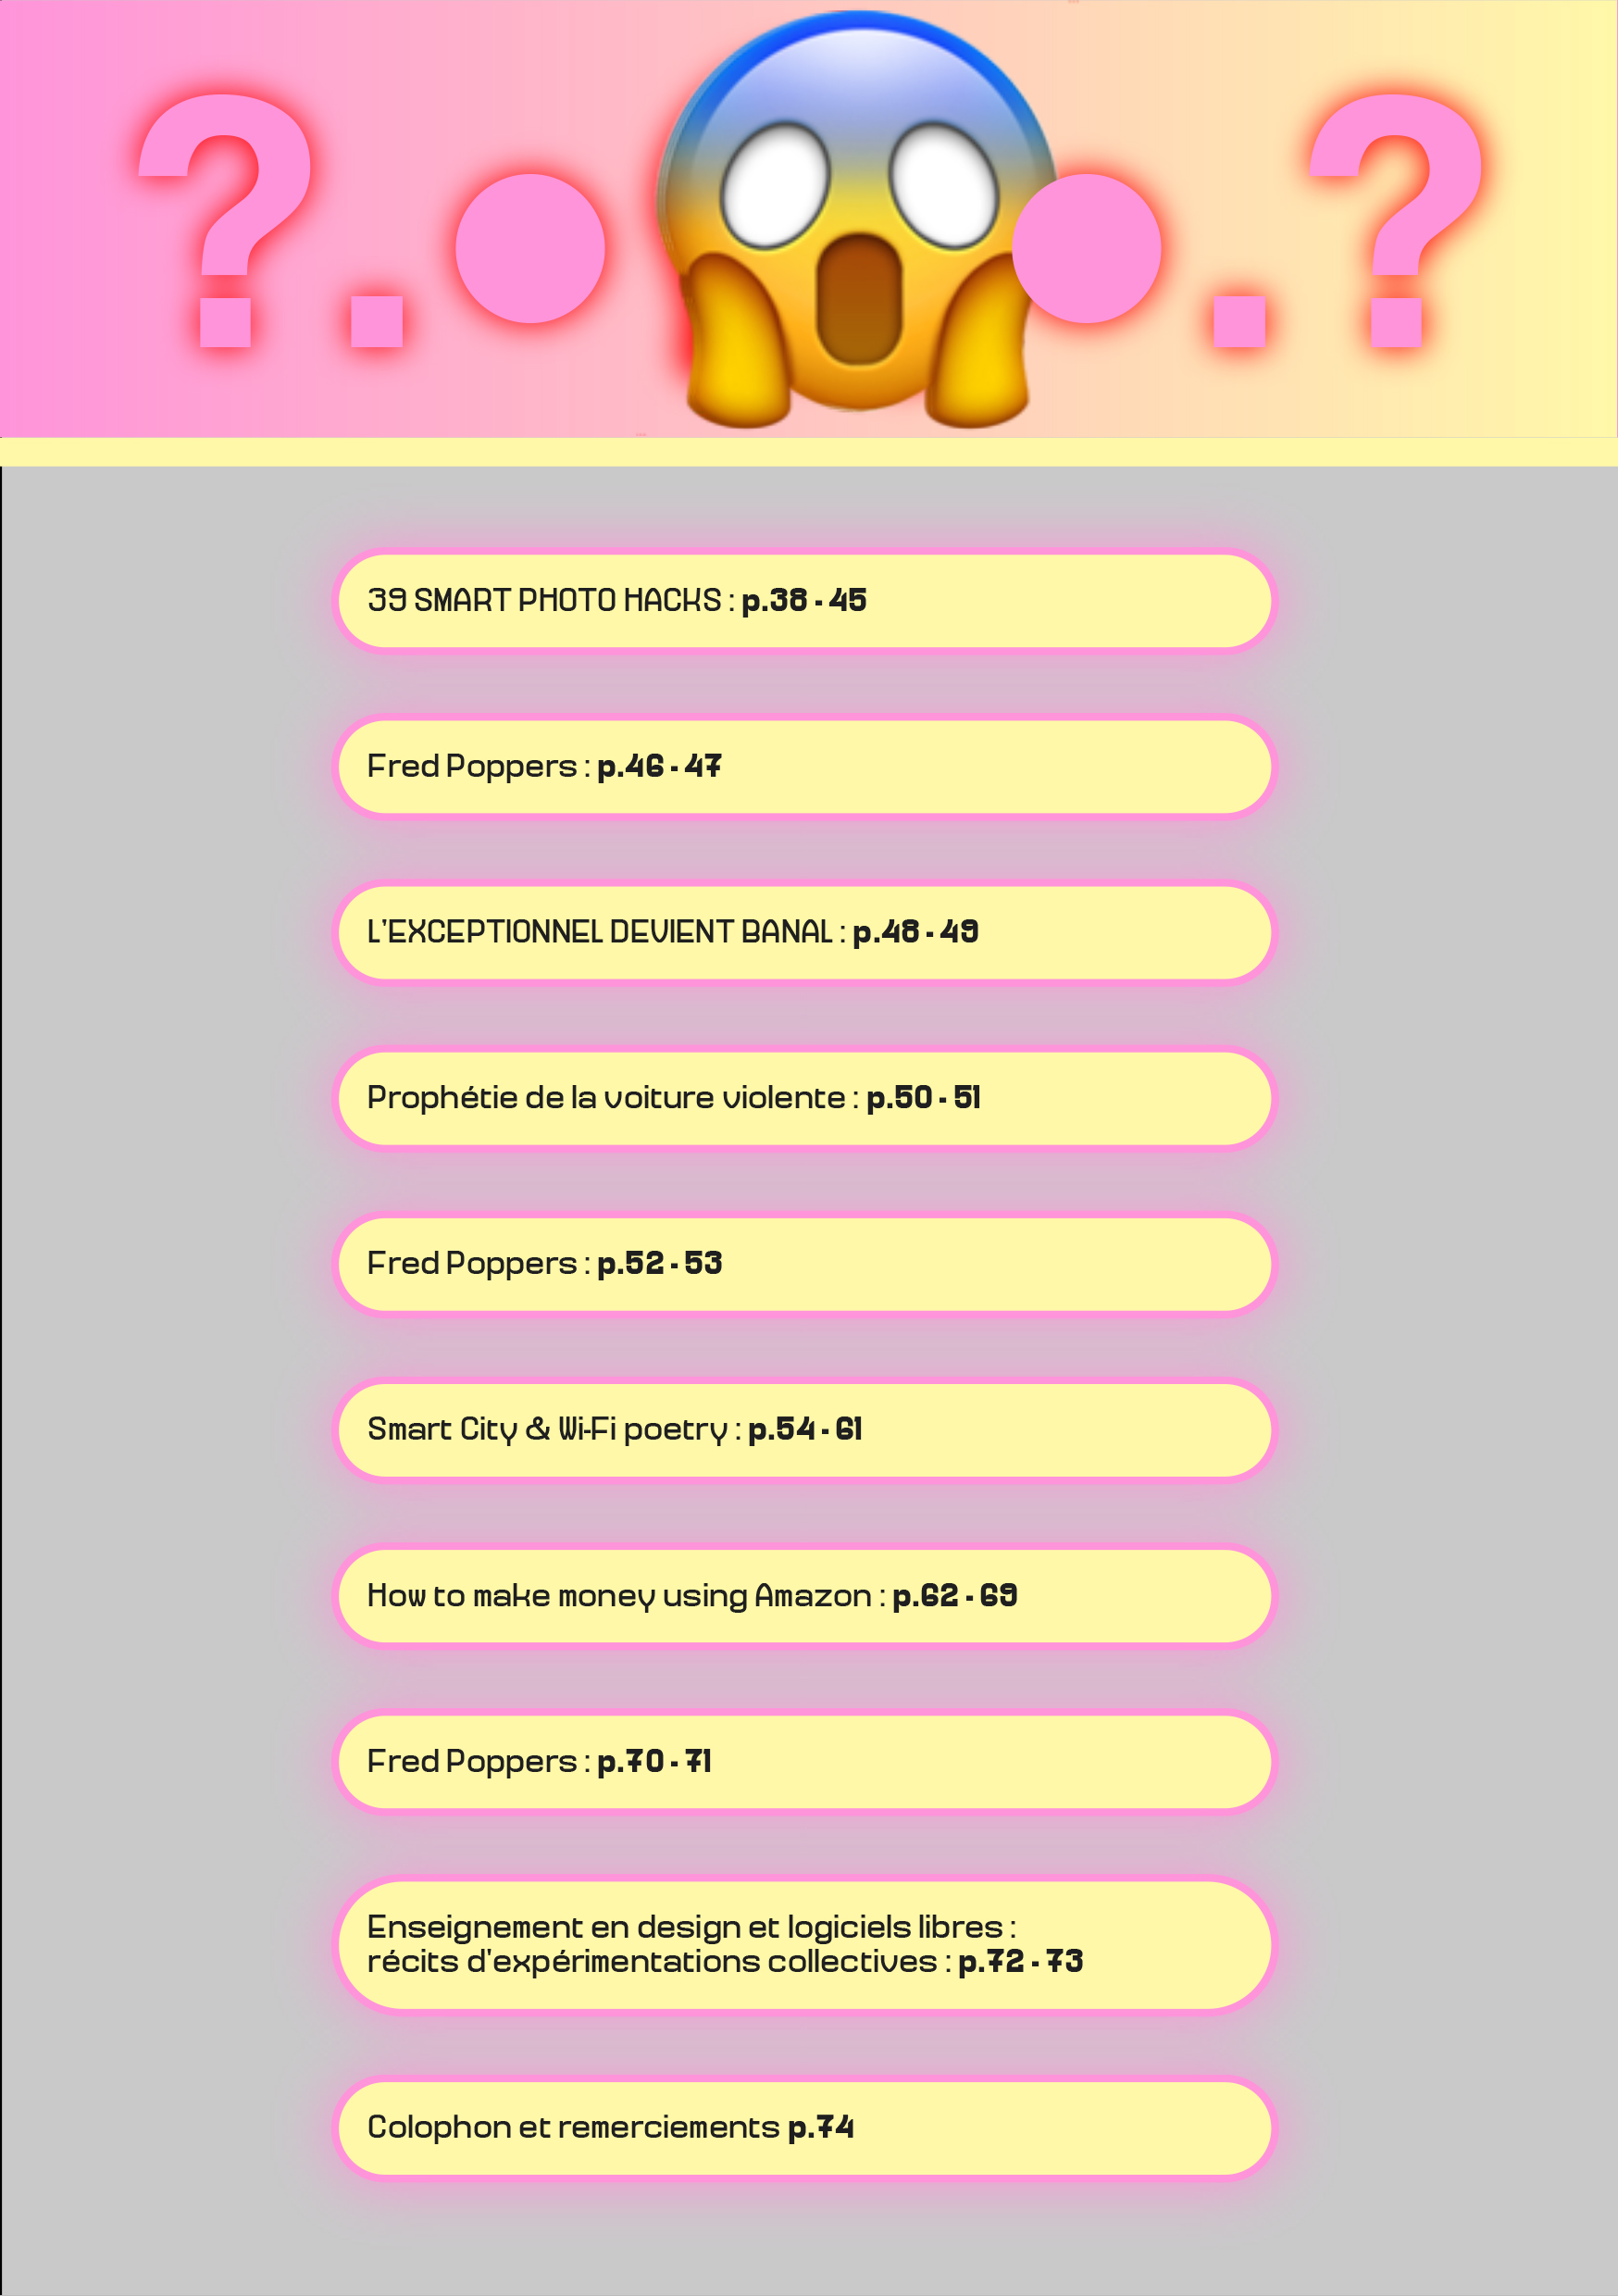 ?.●😱●.?
39 SMART PHOTO HACKS : p.38 - 45
Fred Poppers : p.46 - 47
L'EXCEPTIONNEL DEVIENT BANAL : p.48 - 49
Prophétie de la voiture violente : p.50 - 51
Fred Poppers : p.52 - 53
Smart City & Wi-Fi poetry : p.54 - 61
How to make money using Amazon : p.62 - 69
Fred Poppers : p.70 - 71
Enseignement en design et logiciels libres :
récits d'expérimentations collectives : p.72 - 73
Colophon et remerciements p.74